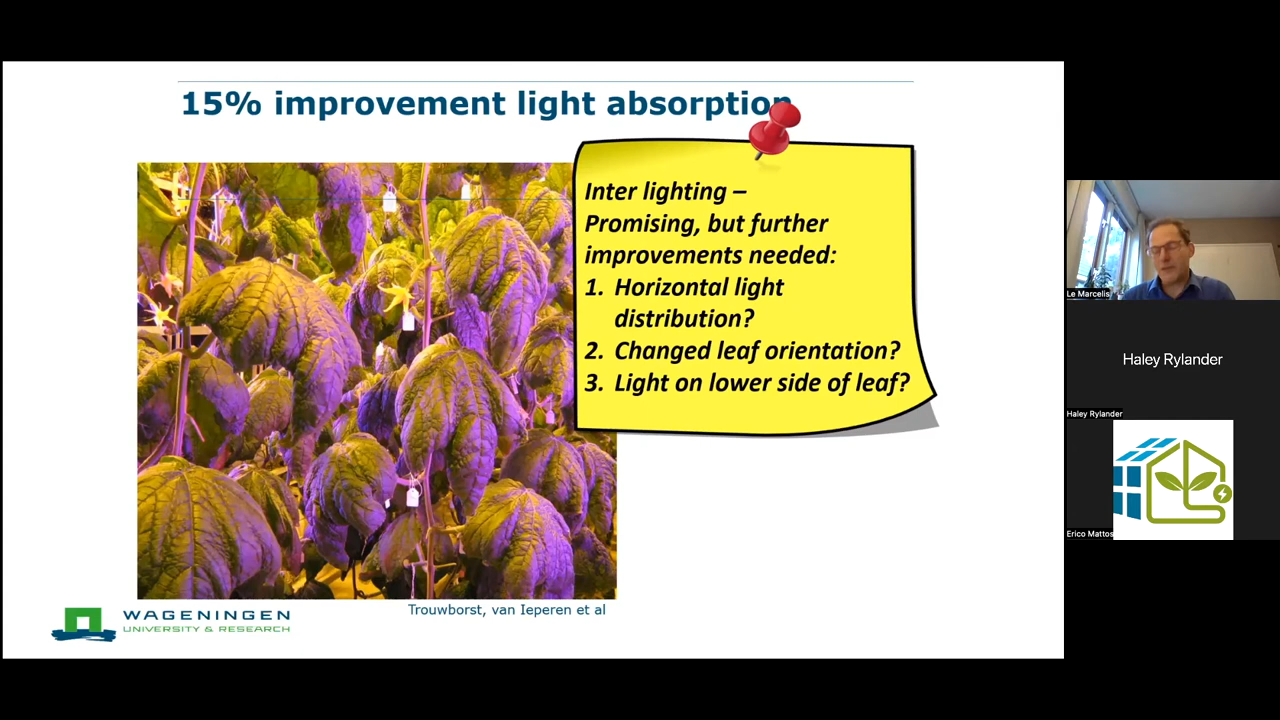 15% improvement light absorption
Inter lighting –
Promising, but further
improvements needed:
1. Horizontal light
distribution?
2. Changed leaf orientation?
3. Light on lower side of leaf?
Trouwborst, van Ieperen et al
WAGENINGEN
UNIVERSITY & RESEARCH
Le Marcelis
Haley Rylander
Haley Rylander
Erico Mattos